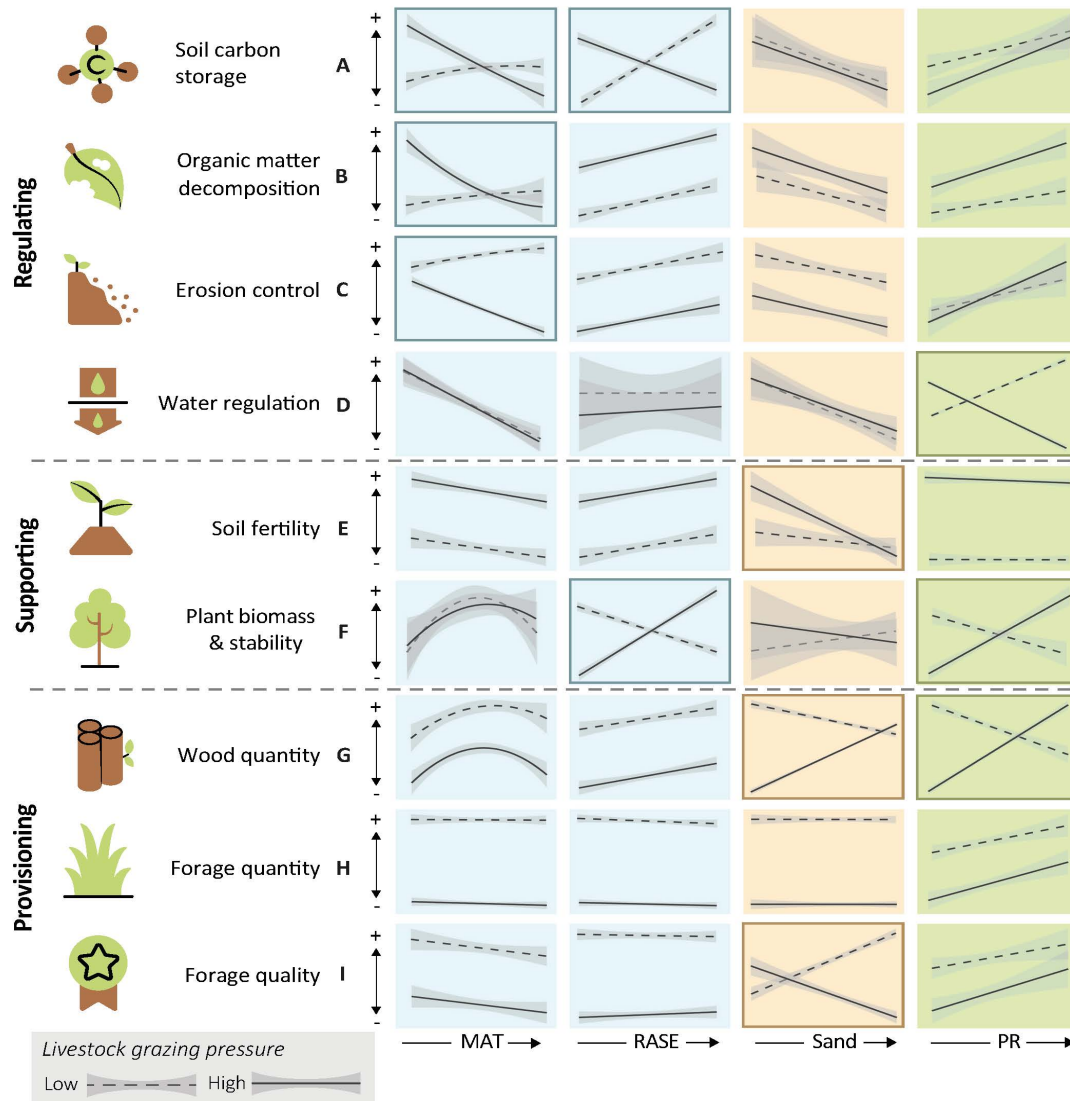 Regulating
Soil carbon
storage
A
+
-
Organic matter
decomposition
B
+
-
Erosion control
C
+
-
Water regulation
D
+
-
Supporting
Soil fertility
E
+
-
Plant biomass
& stability
F
+
-
Provisioning
Wood quantity
G
+
-
Forage quantity
H
+
-
Forage quality
I
+
-
MAT
RASE
Sand
PR
Livestock grazing pressure
Low
High